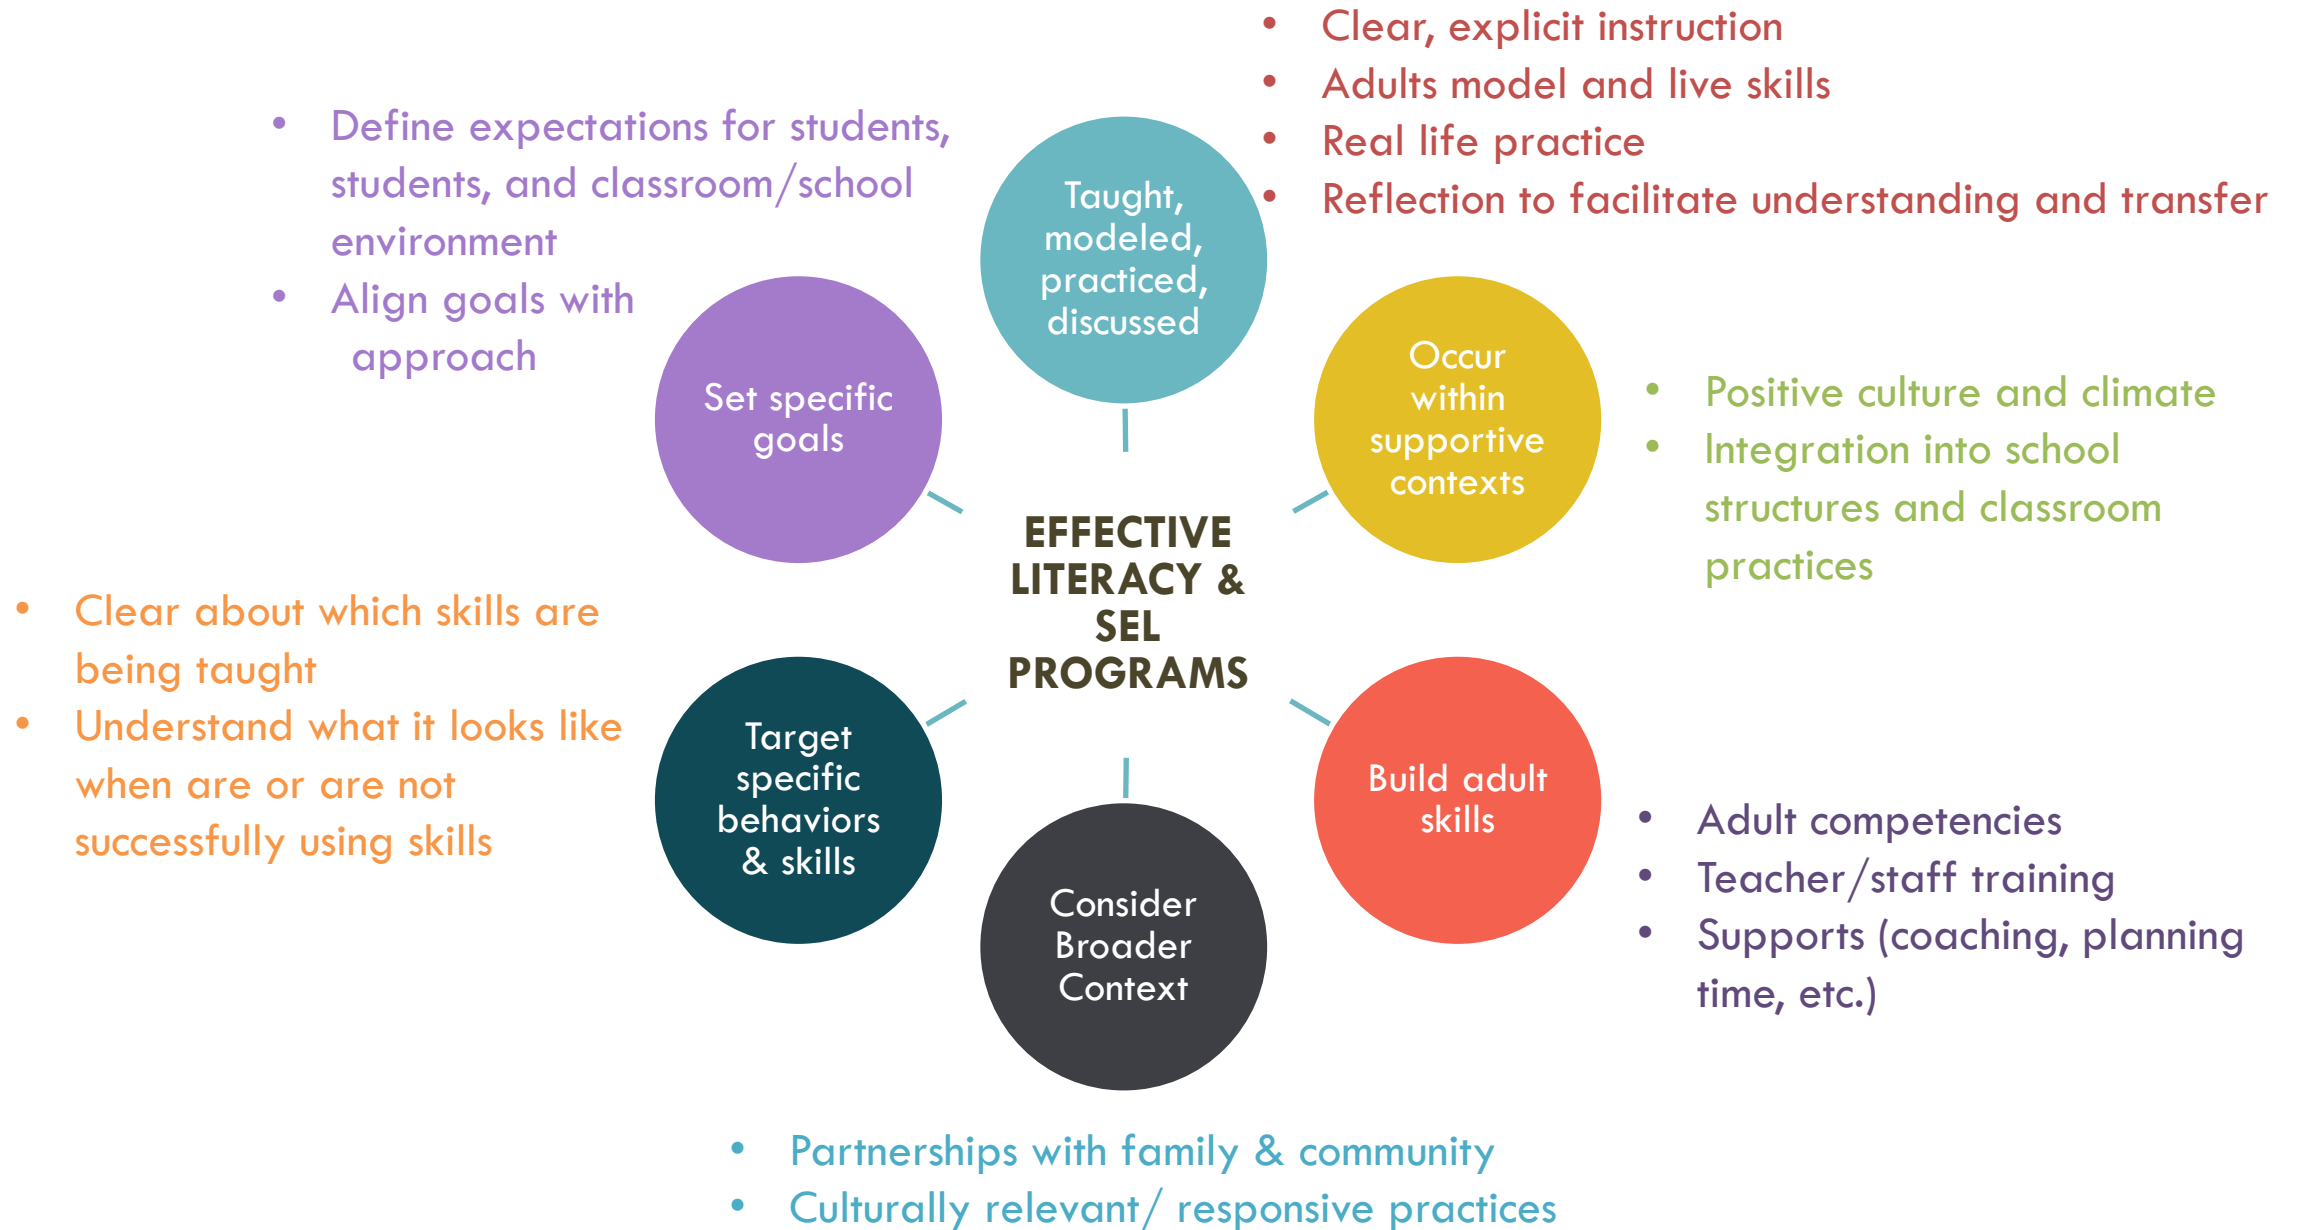 • Clear, explicit instruction
• Adults model and live skills
• Real life practice
• Reflection to facilitate understanding and transfer
• Define expectations for students,
students, and classroom/school
environment
• Align goals with
approach
Taught,
modeled,
practiced,
discussed
Set specific
goals
Occur
within
supportive
contexts
• Positive culture and climate
• Integration into school
structures and classroom
practices
EFFECTIVE
LITERACY &
SEL
PROGRAMS
• Clear about which skills are
being taught
• Understand what it looks like
when are or are not
successfully using skills
Target
specific
behaviors
& skills
Build adult
skills
• Adult competencies
• Teacher/staff training
• Supports (coaching, planning
time, etc.)
Consider
Broader
Context
• Partnerships with family & community
• Culturally relevant/ responsive practices